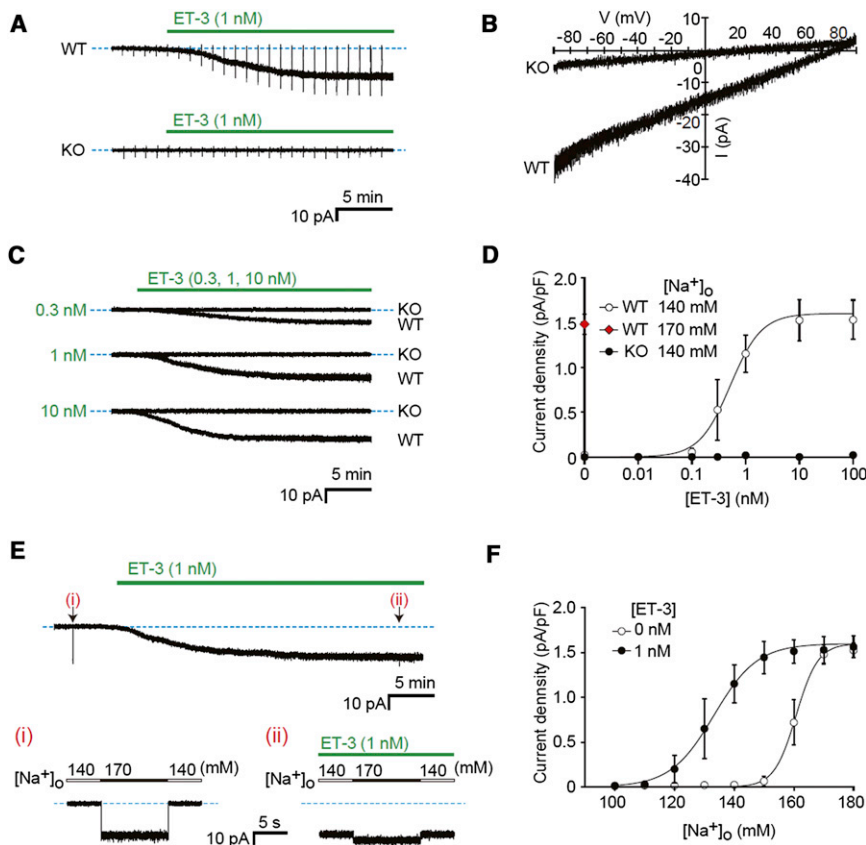 A
ET-3 (1 nM)
WT
ET-3 (1 nM)
KO
5 min
10 pA
B
V (mV)
-80 -40 40 80
10
0
-10
-20
-30
-40
I (pA)
KO
WT
C
ET-3 (0.3, 1, 10 nM)
0.3 nM
KO
WT
1 nM
KO
WT
10 nM
KO
WT
5 min
10 pA
D
[Na⁺]o
WT 140 mM
WT 170 mM
KO 140 mM
Current dennsity (pA/pF)
2.0
1.5
1.0
0.5
0
0 0.01 0.1 1 10 100
[ET-3] (nM)
E
ET-3 (1 nM)
(i)
(ii)
5 min
10 pA
(i)
[Na⁺]o
140 170 140 (mM)
5 s
10 pA
(ii)
ET-3 (1 nM)
[Na⁺]o
140 170 140 (mM)
F
[ET-3]
0 nM
1 nM
Current dennsity (pA/pF)
2.0
1.5
1.0
0.5
0
100 120 140 160 180
[Na⁺]o (mM)